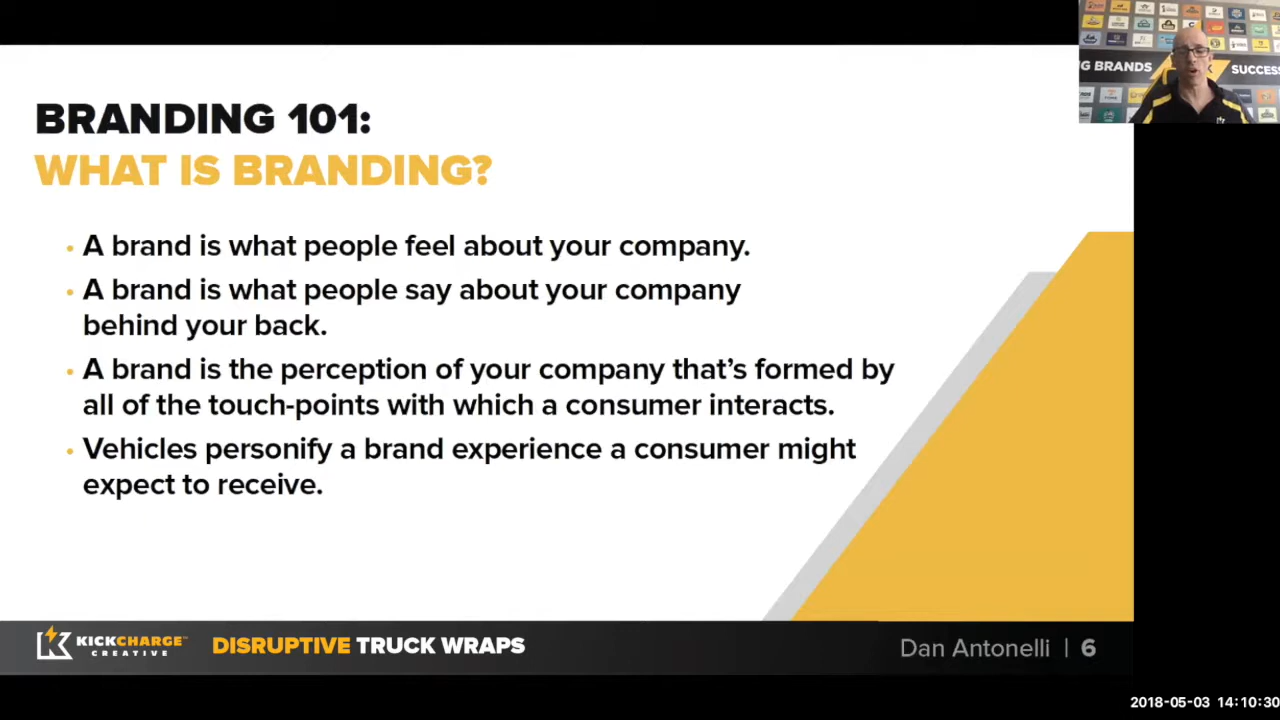 BRANDING 101:
WHAT IS BRANDING?
• A brand is what people feel about your company.
• A brand is what people say about your company
behind your back.
• A brand is the perception of your company that’s formed by
all of the touch-points with which a consumer interacts.
• Vehicles personify a brand experience a consumer might
expect to receive.
BRANDS
SUCCESS
KICKCHARGE™
CREATIVE
DISRUPTIVE TRUCK WRAPS
Dan Antonelli | 6
2018-05-03 14:10:30